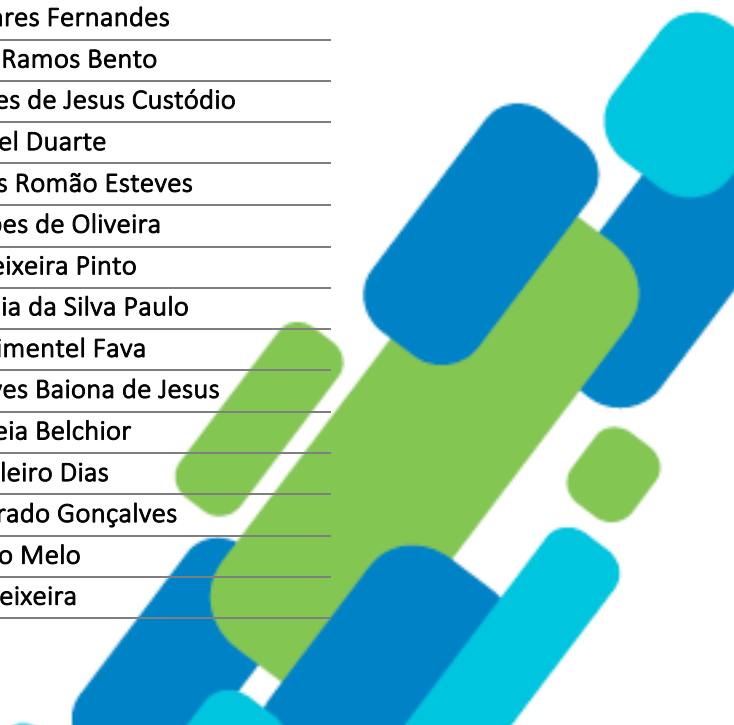 ares Fernandes
Ramos Bento
es de Jesus Custódio
el Duarte
s Romão Esteves
pes de Oliveira
eixeira Pinto
ia da Silva Paulo
imentel Fava
ves Baiona de Jesus
eia Belchior
leiro Dias
rado Gonçalves
o Melo
eixeira